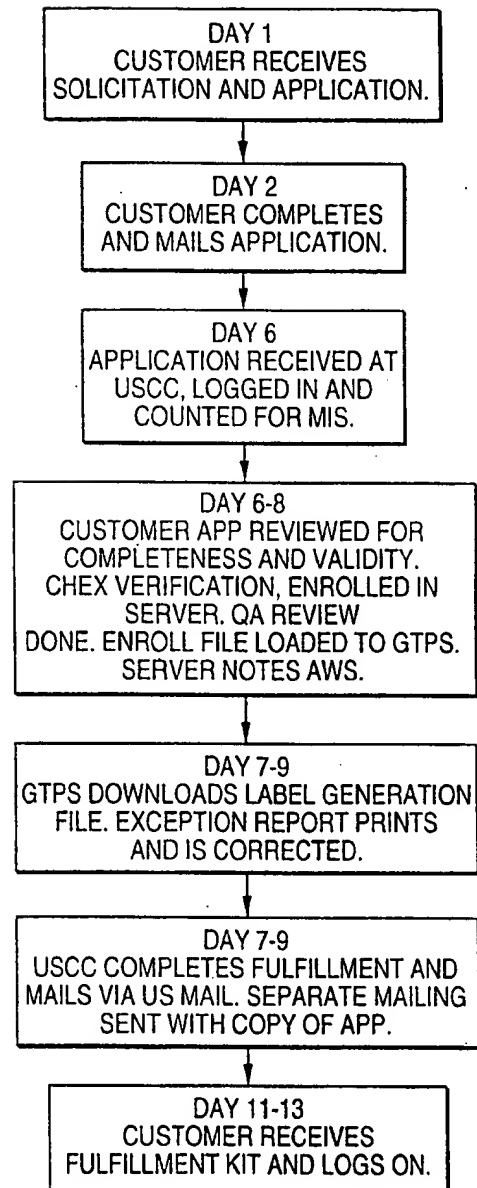 DAY 1
CUSTOMER RECEIVES
SOLICITATION AND APPLICATION.
DAY 2
CUSTOMER COMPLETES
AND MAILS APPLICATION.
DAY 6
APPLICATION RECEIVED AT
USCC, LOGGED IN AND
COUNTED FOR MIS.
DAY 6-8
CUSTOMER APP REVIEWED FOR
COMPLETENESS AND VALIDITY.
CHEX VERIFICATION, ENROLLED IN
SERVER. QA REVIEW
DONE. ENROLL FILE LOADED TO GTPS.
SERVER NOTES AWS.
DAY 7-9
GTPS DOWNLOADS LABEL GENERATION
FILE. EXCEPTION REPORT PRINTS
AND IS CORRECTED.
DAY 7-9
USCC COMPLETES FULFILLMENT AND
MAILS VIA US MAIL. SEPARATE MAILING
SENT WITH COPY OF APP.
DAY 11-13
CUSTOMER RECEIVES
FULFILLMENT KIT AND LOGS ON.